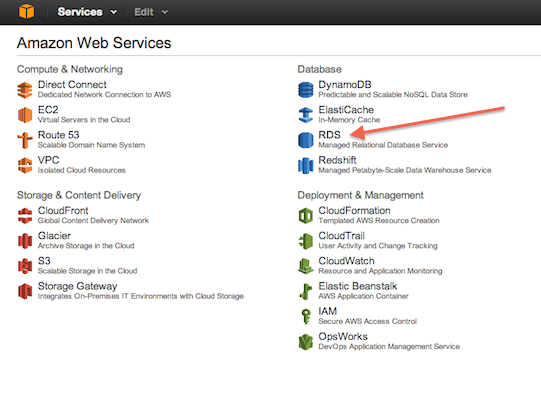 Services Edit
Amazon Web Services
Compute & Networking
Direct Connect
Dedicated Network Connection to AWS
EC2
Virtual Servers in the Cloud
Route 53
Scalable Domain Name System
VPC
Isolated Cloud Resources
Storage & Content Delivery
CloudFront
Global Content Delivery Network
Glacier
Archive Storage in the Cloud
S3
Scalable Storage in the Cloud
Storage Gateway
Integrates On-Premises IT Environments with Cloud Storage
Database
DynamoDB
Predictable and Scalable NoSQL Data Store
ElastiCache
In-Memory Cache
RDS
Managed Relational Database Service
Redshift
Managed Petabyte-Scale Data Warehouse Service
Deployment & Management
CloudFormation
Templated AWS Resource Creation
CloudTrail
User Activity and Change Tracking
CloudWatch
Resource and Application Monitoring
Elastic Beanstalk
AWS Application Container
IAM
Secure AWS Access Control
OpsWorks
DevOps Application Management Service